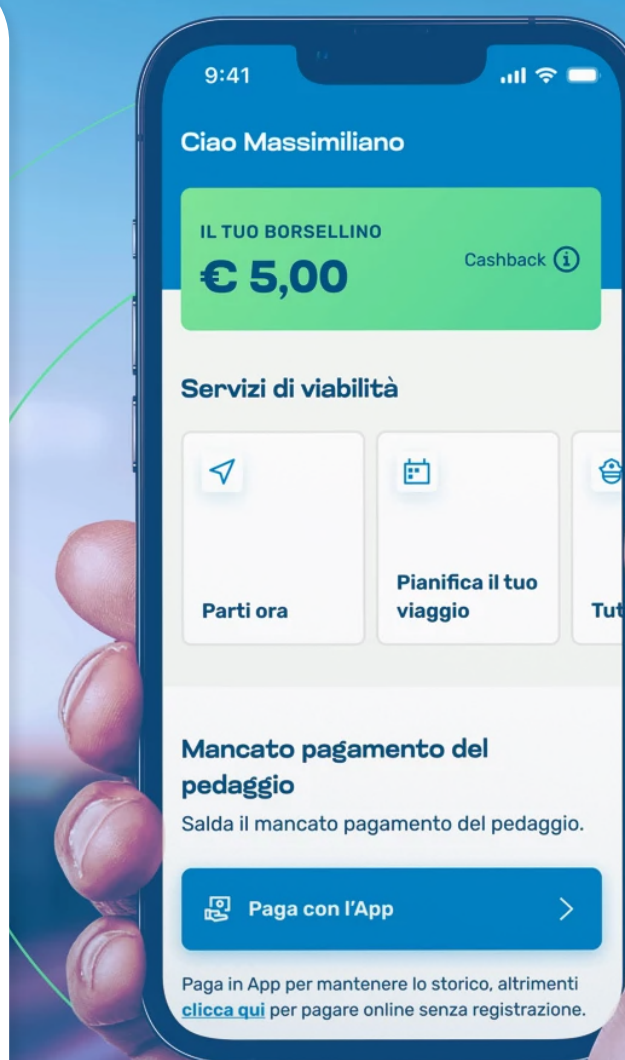 9:41
Ciao Massimiliano
IL TUO BORSELLINO
€ 5,00
Cashback
Servizi di viabilità
Parti ora
Pianifica il tuo
viaggio
Mancato pagamento del
pedaggio
Salda il mancato pagamento del pedaggio.
Paga con l'App
Paga in App per mantenere lo storico, altrimenti
clicca qui per pagare online senza registrazione.